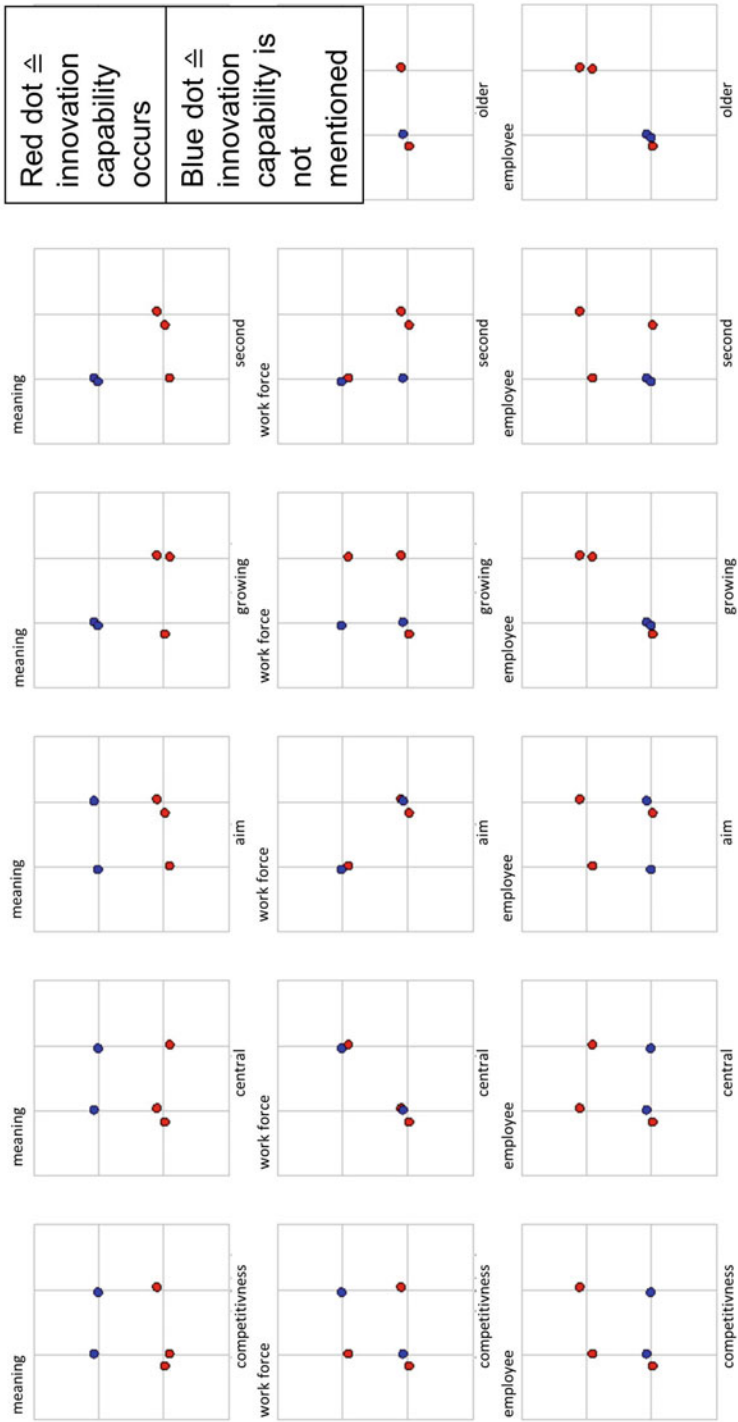 meaning meaning meaning meaning meaning
Red dot ≙
innovation
capability
occurs
Blue dot ≙
innovation
capability is
not
mentioned
competitivness central aim growing second
work force work force work force work force work force
competitivness central aim growing second older
employee employee employee employee employee employee
competitivness central aim growing second older